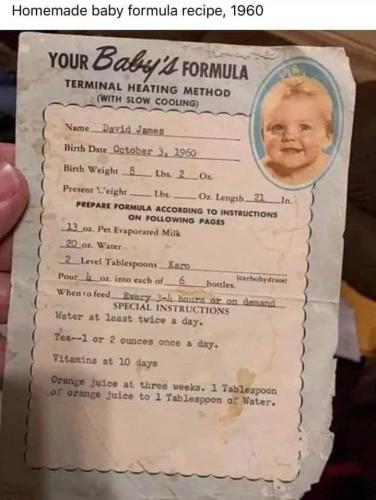 Homemade baby formula recipe, 1960
YOUR Baby's FORMULA
TERMINAL HEATING METHOD
(WITH SLOW COOLING)
Name David James
Birth Date October 3, 1960
Birth Weight 8 Lbs. 2 Oz.
Present Weight Lbs. Oz. Length 21 In.
PREPARE FORMULA ACCORDING TO INSTRUCTIONS
ON FOLLOWING PAGES
13 oz. Pet Evaporated Milk
20 oz. Water
2 Level Tablespoons Karo
(carbohydrate)
Pour 4 oz. into each of 6 bottles.
When to feed Every 3-4 hours or on demand
SPECIAL INSTRUCTIONS
Water at least twice a day.
Tea--1 or 2 ounces once a day.
Vitamins at 10 days
Orange juice at three weeks. 1 Tablespoon
of orange juice to 1 Tablespoon of Water.